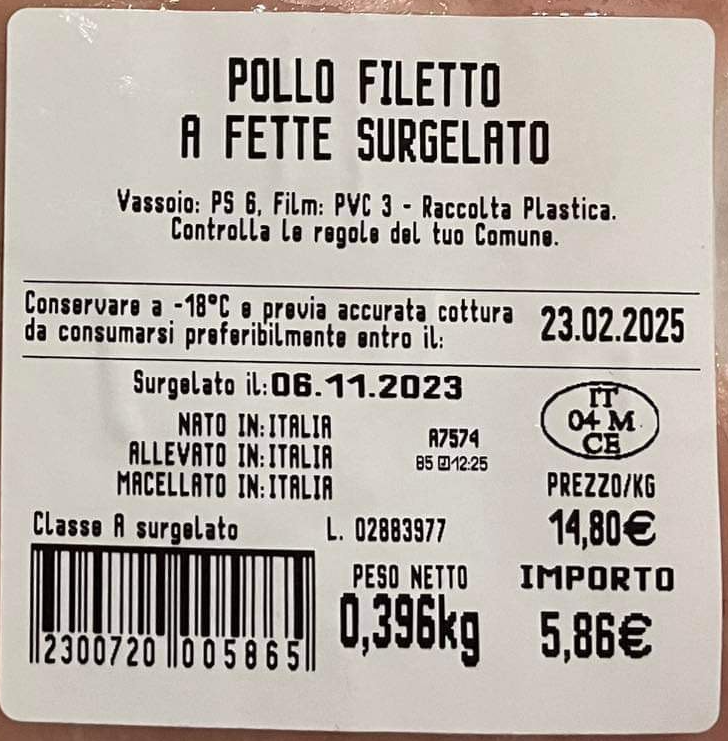 POLLO FILETTO
A FETTE SURGELATO
Vassoio: PS 6, Film: PVC 3 - Raccolta Plastica.
Controlla le regole del tuo Comune.
Conservare a -18°C e previa accurata cottura
da consumarsi preferibilmente entro il:
23.02.2025
Surgelato il:06.11.2023
NATO IN:ITALIA
ALLEVATO IN:ITALIA
MACELLATO IN:ITALIA
A7574
85 12:25
IT
04 M
CE
PREZZO/KG
14,80€
Classe A surgelato
L. 02883977
PESO NETTO
0,396kg
IMPORTO
5,86€
2300720 005865